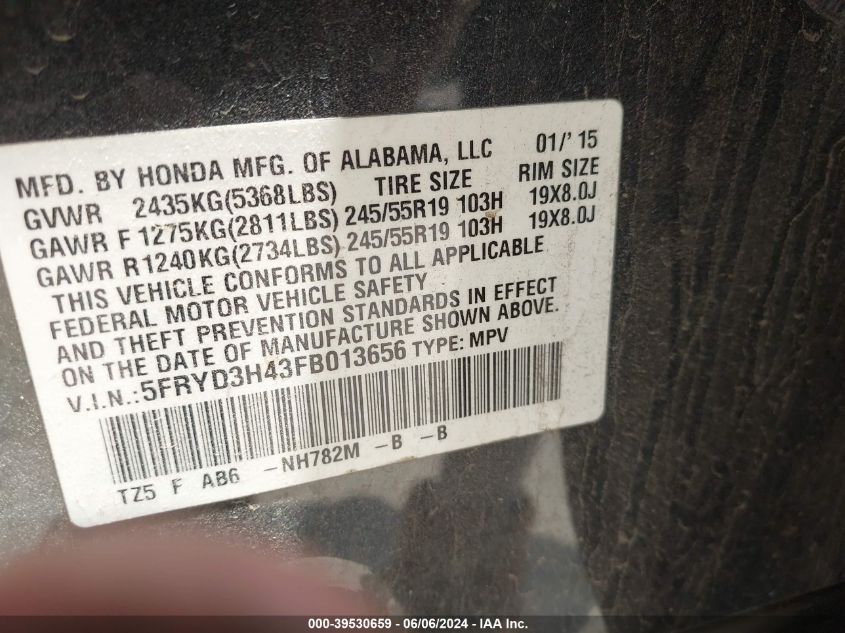 MFD. BY HONDA MFG. OF ALABAMA, LLC 01/' 15
GVWR 2435KG(5368LBS) TIRE SIZE RIM SIZE
GAWR F 1275KG(2811LBS) 245/55R19 103H 19X8.0J
GAWR R1240KG(2734LBS) 245/55R19 103H 19X8.0J
THIS VEHICLE CONFORMS TO ALL APPLICABLE
FEDERAL MOTOR VEHICLE SAFETY
AND THEFT PREVENTION STANDARDS IN EFFECT
ON THE DATE OF MANUFACTURE SHOWN ABOVE.
V.I.N.:5FRYD3H43FB013656 TYPE: MPV
TZ5 F AB6 -NH782M -B -B
000-39530659 - 06/06/2024 - IAA Inc.